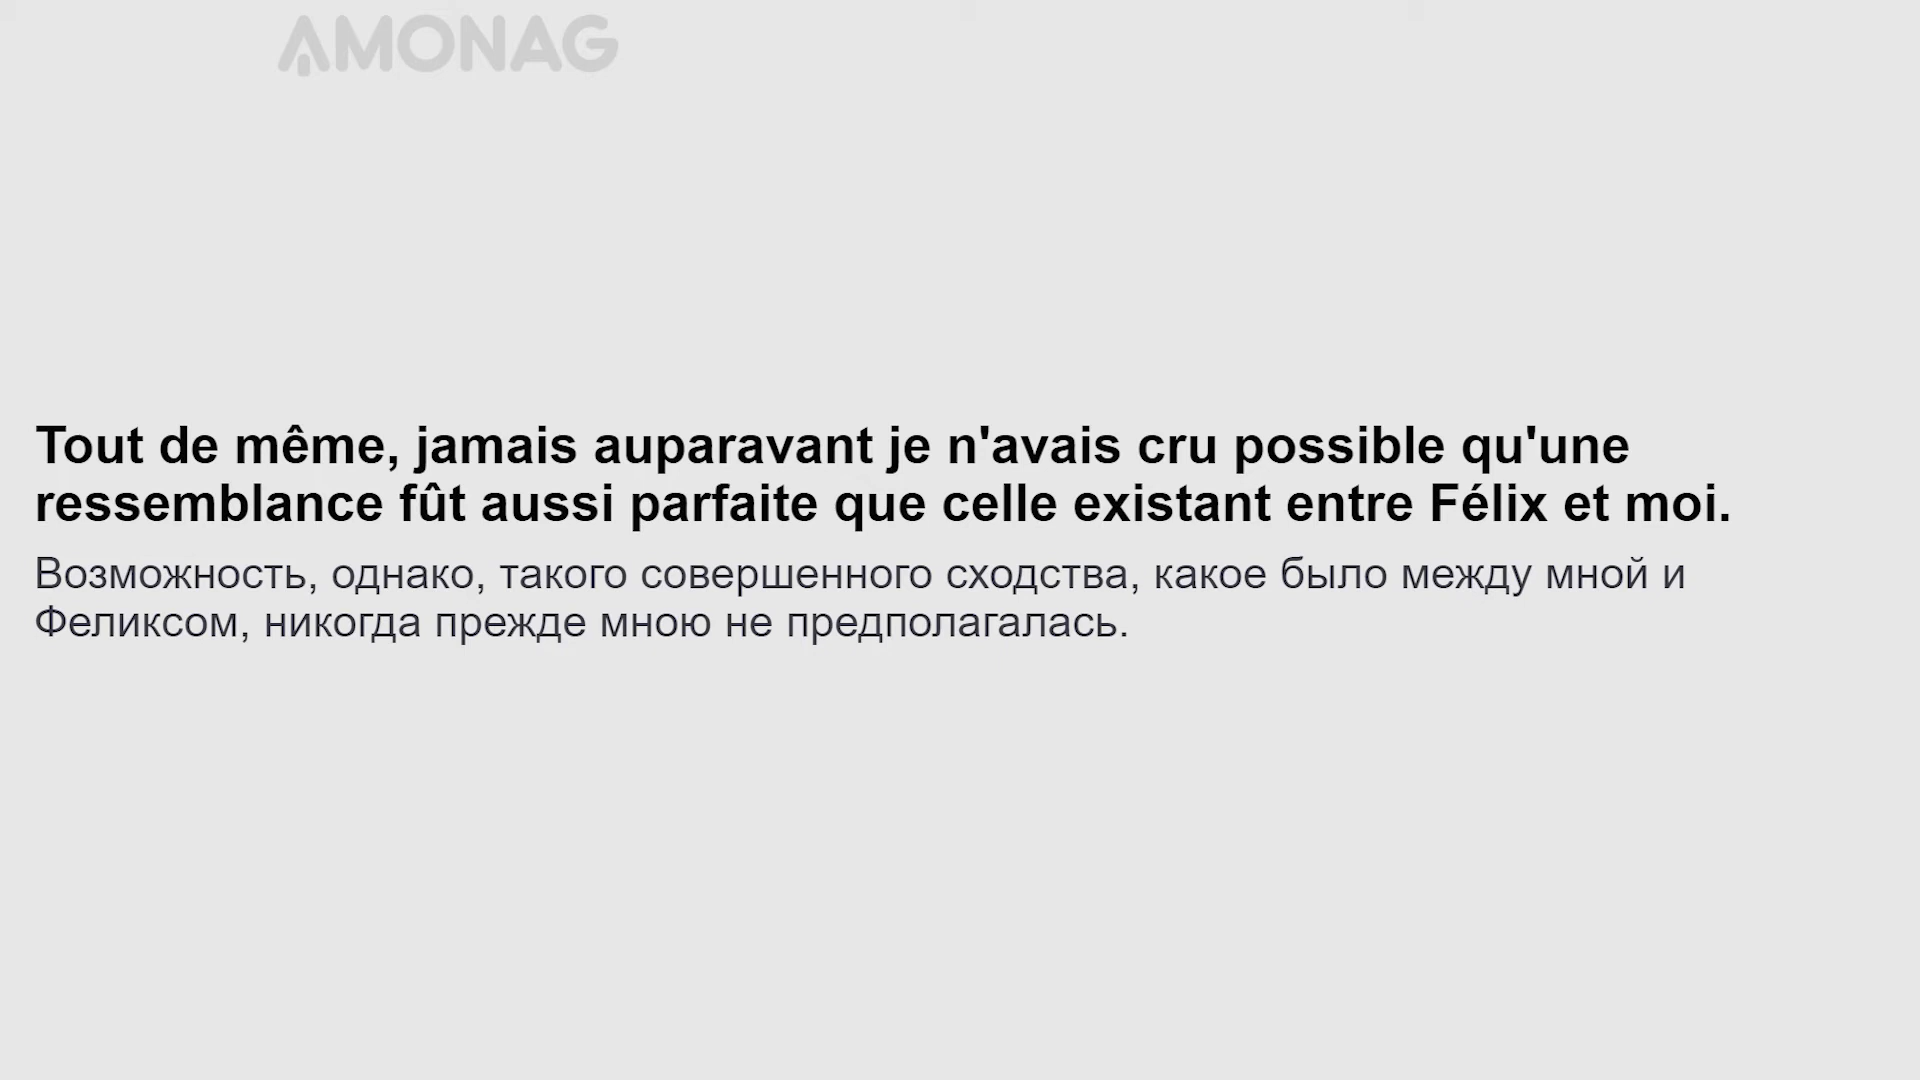 AMONAG
Tout de même, jamais auparavant je n'avais cru possible qu'une
ressemblance fût aussi parfaite que celle existant entre Félix et moi.
Возможность, однако, такого совершенного сходства, какое было между мной и
Феликсом, никогда прежде мною не предполагалась.